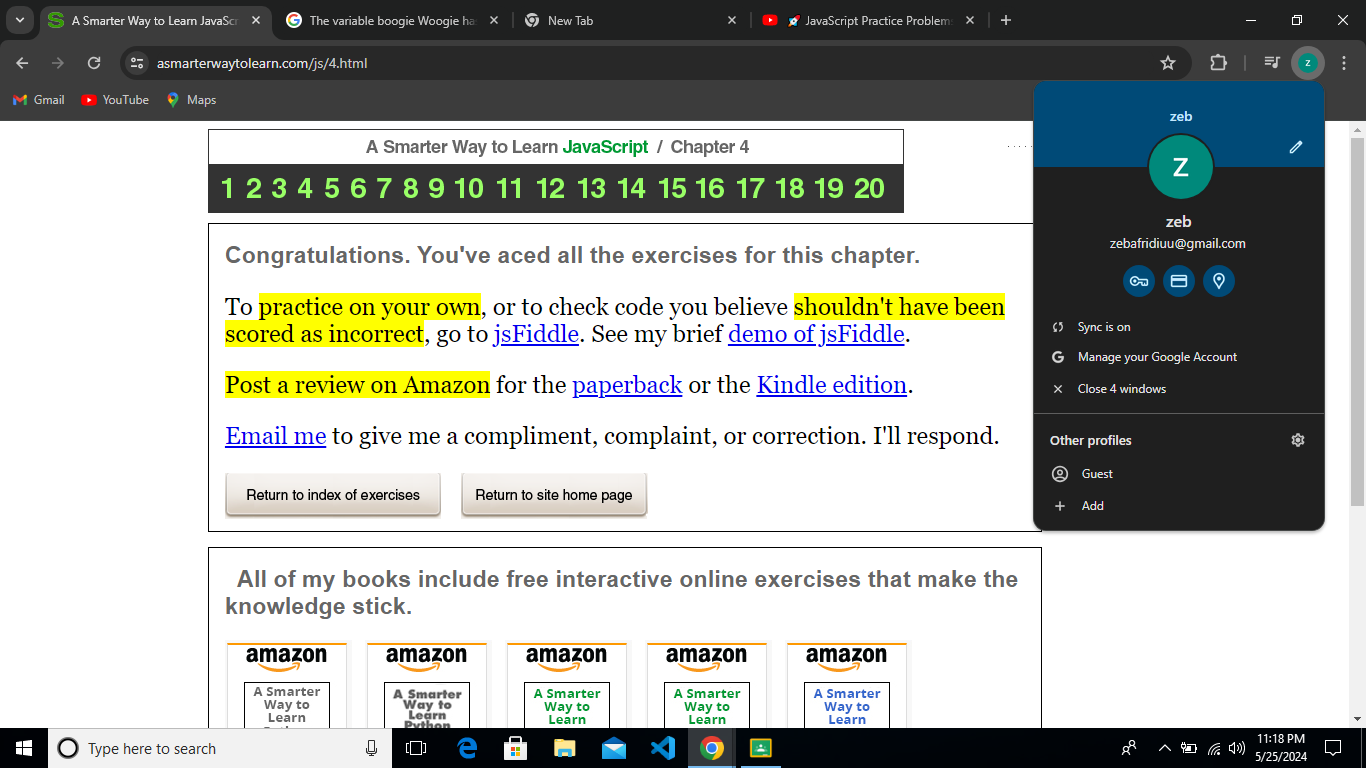 A Smarter Way to Learn JavaScr
The variable boogie Woogie ha
New Tab
JavaScript Practice Problem
asmarterwaytolearn.com/js/4.html
z
Gmail
YouTube
Maps
A Smarter Way to Learn JavaScript / Chapter 4
1 2 3 4 5 6 7 8 9 10 11 12 13 14 15 16 17 18 19 20
Congratulations. You've aced all the exercises for this chapter.
To practice on your own, or to check code you believe shouldn't have been
scored as incorrect, go to jsFiddle. See my brief demo of jsFiddle.
Post a review on Amazon for the paperback or the Kindle edition.
Email me to give me a compliment, complaint, or correction. I'll respond.
Return to index of exercises
Return to site home page
All of my books include free interactive online exercises that make the
knowledge stick.
amazon
A Smarter
Way to
Learn
amazon
A Smarter
Way to
Learn
Python
amazon
A Smarter
Way to
Learn
amazon
A Smarter
Way to
Learn
amazon
A Smarter
Way to
Learn
zeb
Z
zeb
zebafridiuu@gmail.com
Sync is on
Manage your Google Account
Close 4 windows
Other profiles
Guest
Add
Type here to search
11:18 PM
5/25/2024